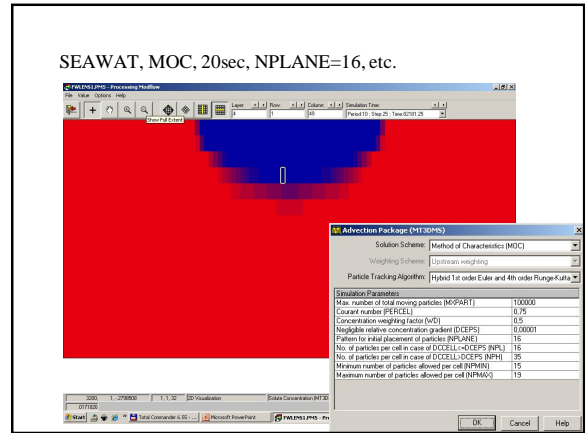 SEAWAT, MOC, 20sec, NPLANE=16, etc.
FWLENS1.PMS - Processing Modflow
File Value Options Help
Layer Row Column Simulation Time
4 1 49 Period:10 ; Step:25 ; Time:82181.25
Show Full Extent
Advection Package (MT3DMS)
Solution Scheme: Method of Characteristics (MOC)
Weighting Scheme: Upstream weighting
Particle Tracking Algorithm: Hybrid 1st order Euler and 4th order Runge-Kutta
Simulation Parameters
Max. number of total moving particles (MXPART) 100000
Courant number (PERCEL) 0,75
Concentration weighting factor (WD) 0,5
Negligible relative concentration gradient (DCEPS) 0,00001
Pattern for initial placement of particles (NPLANE) 16
No. of particles per cell in case of DCCELL<=DCEPS (NPL) 16
No. of particles per cell in case of DCCELL>DCEPS (NPH) 35
Minimum number of particles allowed per cell (NPMIN) 15
Maximum number of particles allowed per cell (NPMAX) 19
OK Cancel Help
3200, 1, -.2798508 1, 1, 32 2D Visualization Solute Concentration (MT3D
.0171626
Start Total Commander 6.55 - ... Microsoft PowerPoint FWLENS1.PMS - Pr